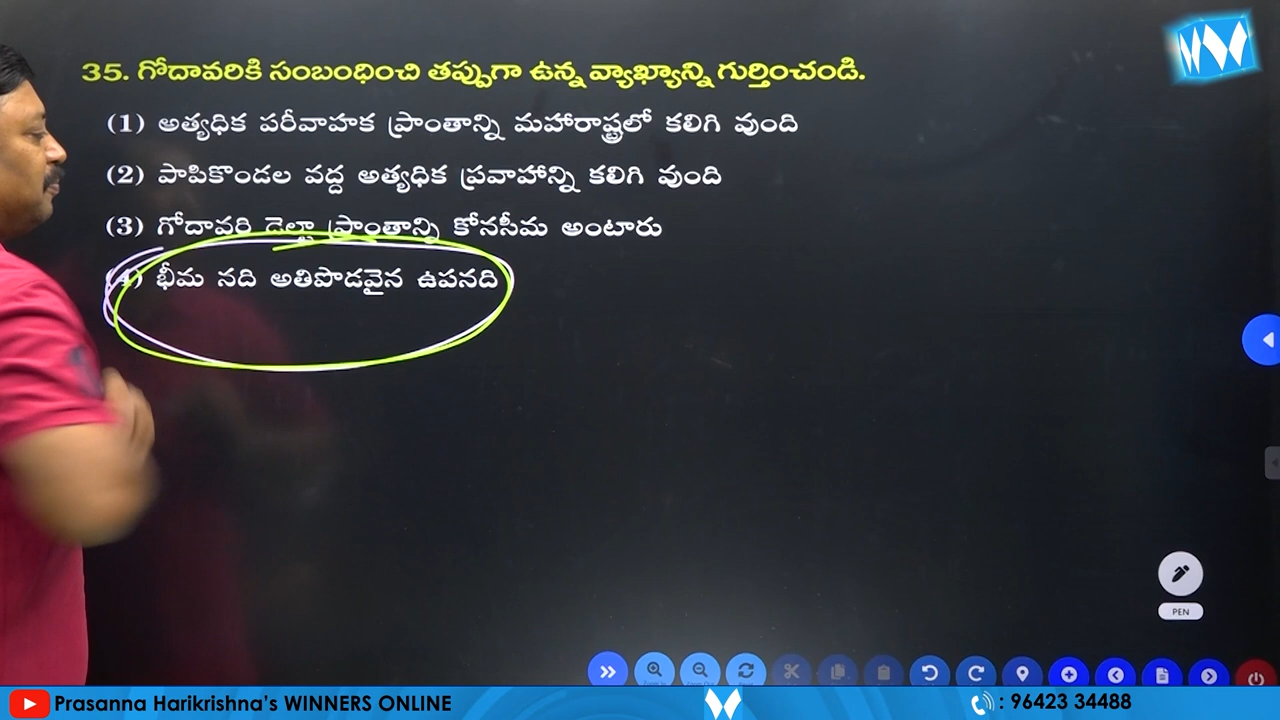 35. గోదావరికి సంబంధించి తప్పుగా ఉన్న వ్యాఖ్యాన్ని గుర్తించండి.
(1) అత్యధిక పరీవాహక ప్రాంతాన్ని మహారాష్ట్రలో కలిగి వుంది
(2) పాపికొండల వద్ద అత్యధిక ప్రవాహాన్ని కలిగి వుంది
(3) గోదావరి డెల్టా ప్రాంతాన్ని కోనసీమ అంటారు
(4) భీమ నది అతిపొడవైన ఉపనది
PEN
Prasanna Harikrishna's WINNERS ONLINE
: 96423 34488